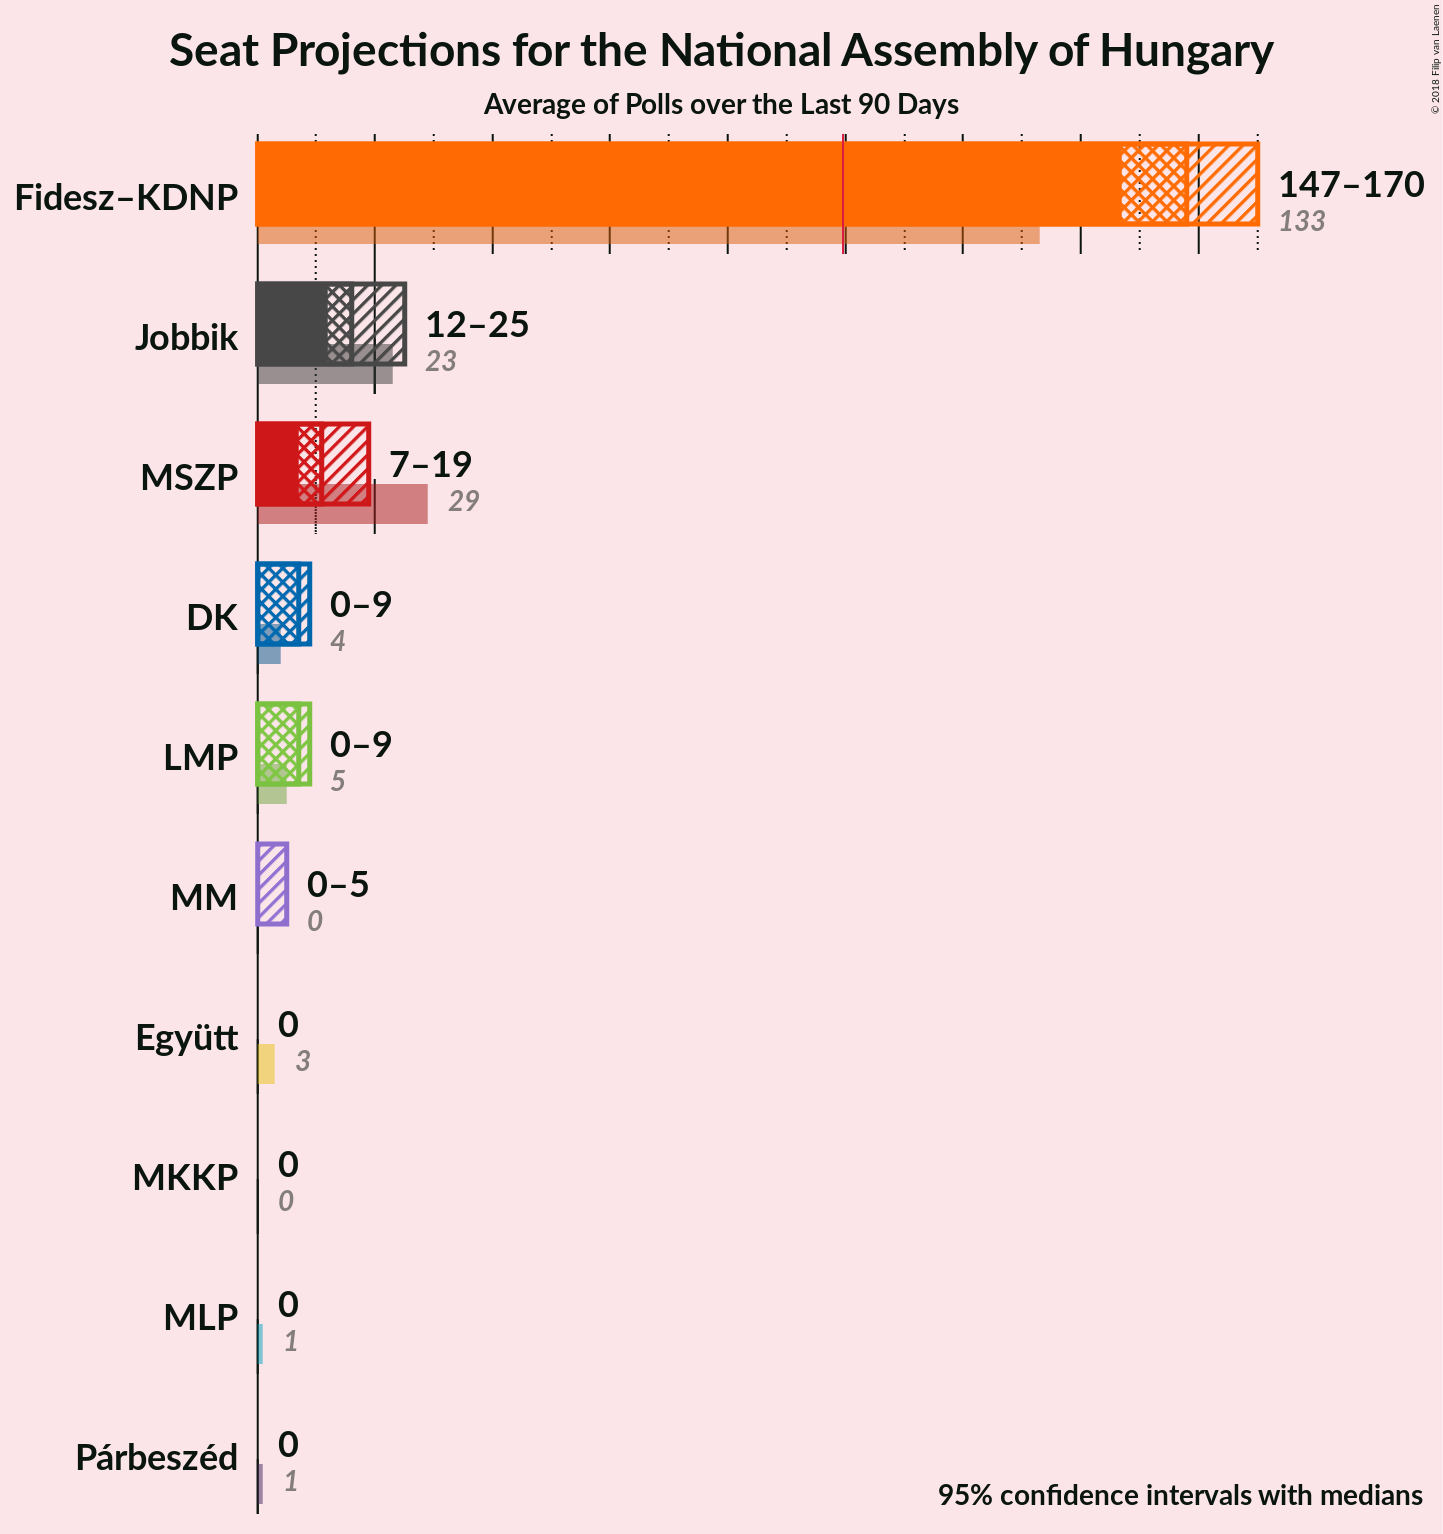 Seat Projections for the National Assembly of Hungary
Average of Polls over the Last 90 Days
© 2018 Filip van Laenen
Fidesz–KDNP
147–170
133
Jobbik
12–25
23
MSZP
7–19
29
DK
0–9
4
LMP
0–9
5
MM
0–5
0
Együtt
0
3
MKKP
0
0
MLP
0
1
Párbeszéd
0
1
95% confidence intervals with medians